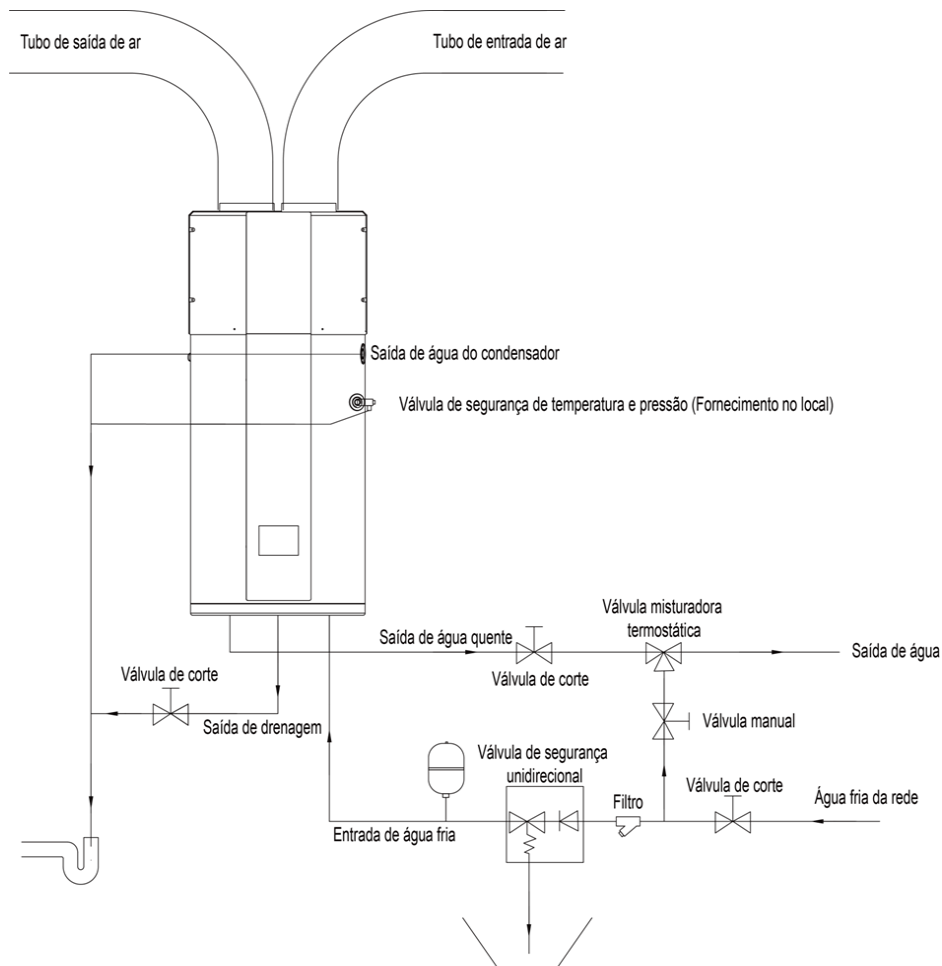 Tubo de saída de ar
Tubo de entrada de ar
Saída de água do condensador
Válvula de segurança de temperatura e pressão (Fornecimento no local)
Válvula misturadora
termostática
Saída de água quente
Saída de água
Válvula de corte
Válvula de corte
Saída de drenagem
Válvula manual
Válvula de segurança
unidirecional
Válvula de corte
Filtro
Água fria da rede
Entrada de água fria